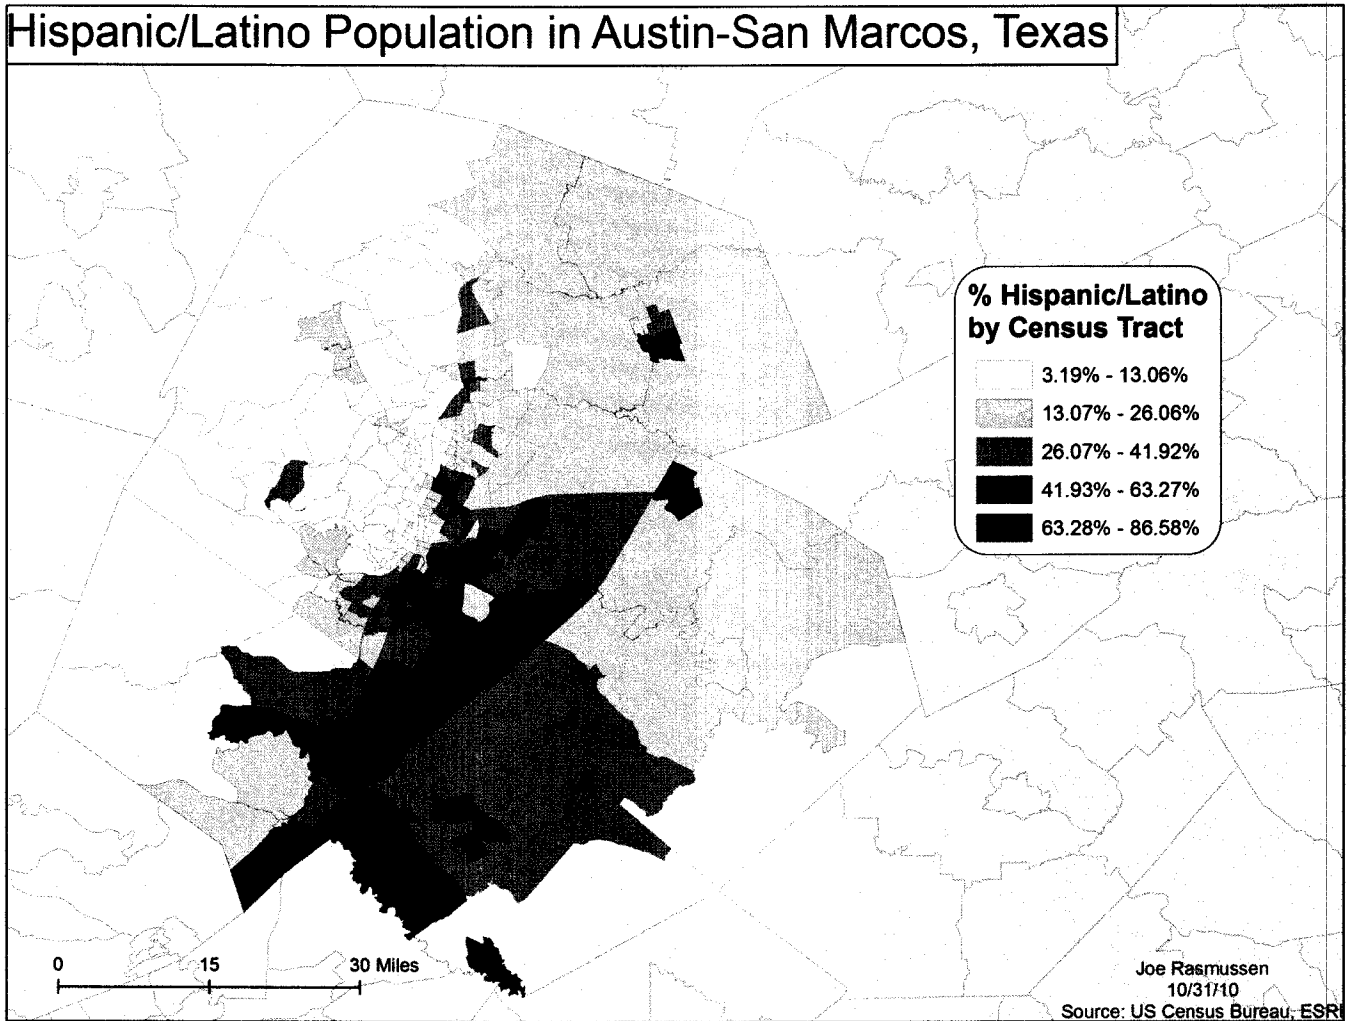 Hispanic/Latino Population in Austin-San Marcos, Texas
% Hispanic/Latino
by Census Tract
3.19% - 13.06%
13.07% - 26.06%
26.07% - 41.92%
41.93% - 63.27%
63.28% - 86.58%
0 15 30 Miles
Joe Rasmussen
10/31/10
Source: US Census Bureau, ESRI